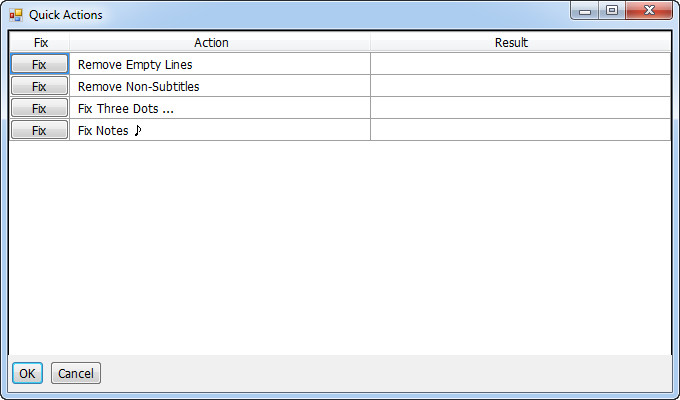 Quick Actions
Fix Action Result
Fix Remove Empty Lines
Fix Remove Non-Subtitles
Fix Fix Three Dots ...
Fix Fix Notes ♪
OK Cancel